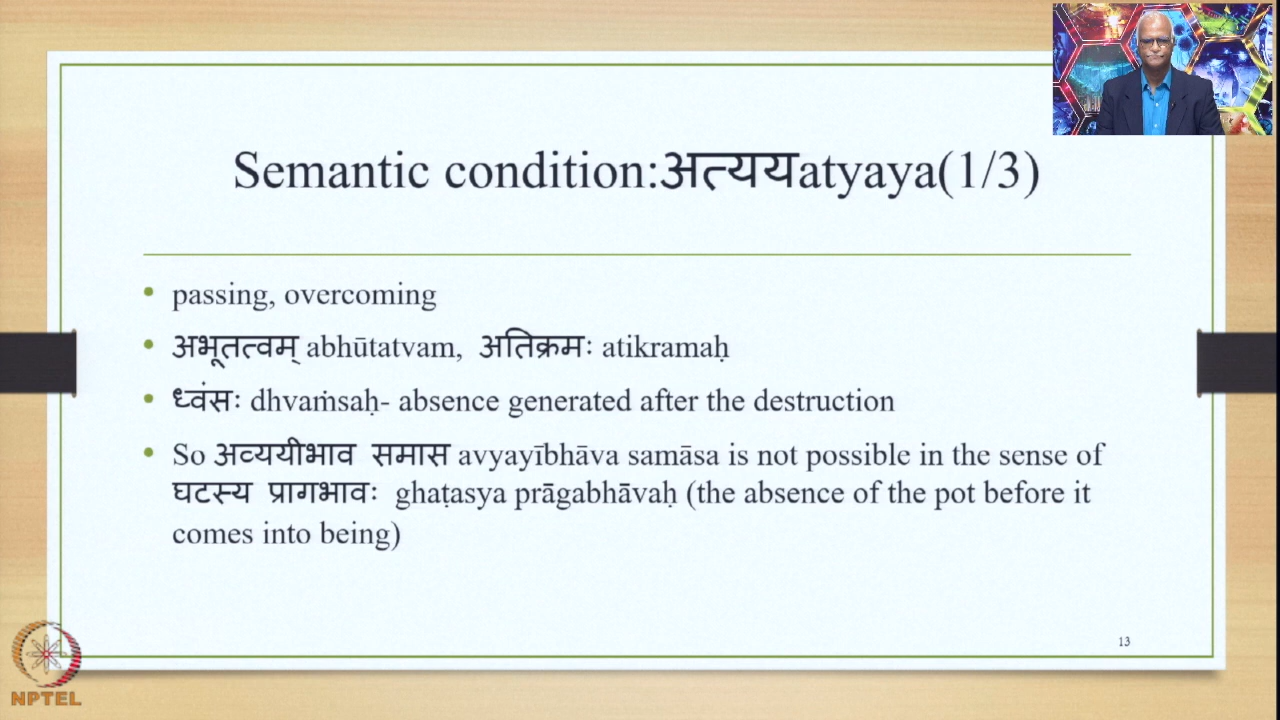 Semantic condition:अत्ययatyaya(1/3)
• passing, overcoming
• अभूतत्वम् abhūtatvam, अतिक्रमः atikramaḥ
• ध्वंसः dhvaṁsaḥ- absence generated after the destruction
• So अव्ययीभाव समास avyayībhāva samāsa is not possible in the sense of
घटस्य प्रागभावः ghaṭasya prāgabhāvaḥ (the absence of the pot before it
comes into being)
13
NPTEL